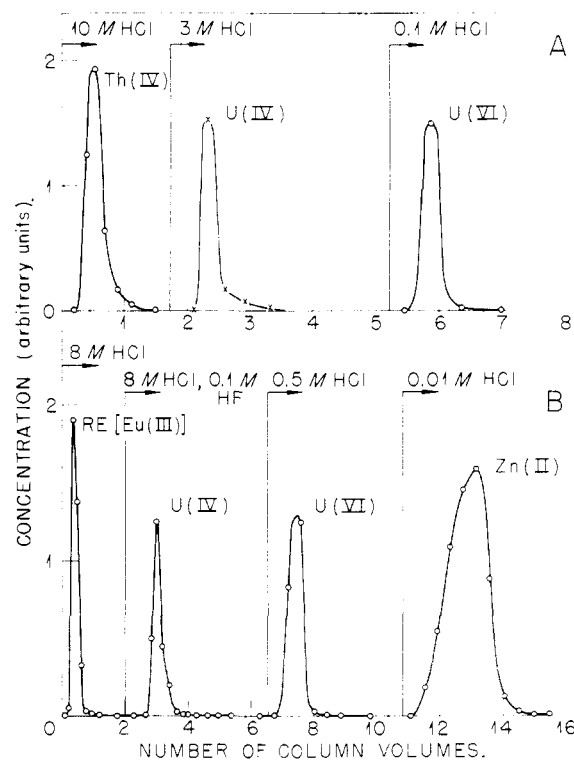 10 M HCl 3 M HCl 0.1 M HCl A
2
Th(IV)
U(IV)
U(VI)
1
0
1 2 3 4 5 6 7 8
CONCENTRATION (arbitrary units).
8 M HCl
8 M HCl, 0.1 M HF 0.5 M HCl 0.01 M HCl B
2
RE [Eu(III)]
U(IV)
U(VI)
Zn(II)
1
0
0 2 4 6 8 10 12 14 16
NUMBER OF COLUMN VOLUMES.